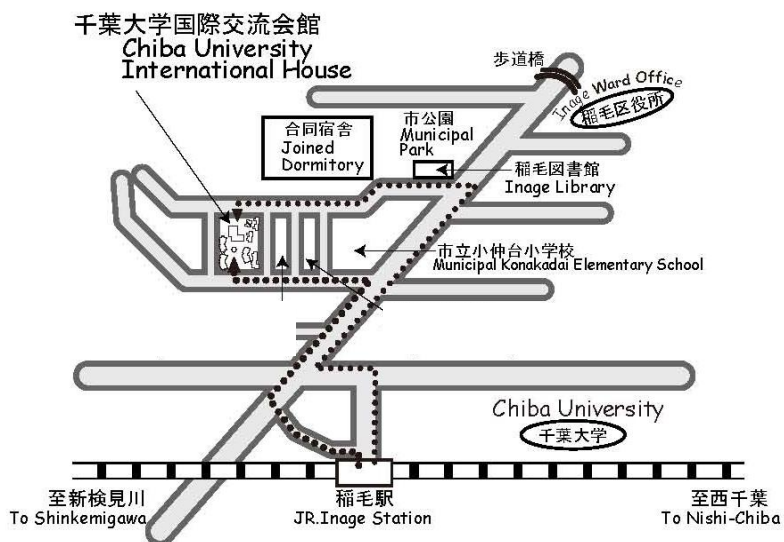 千葉大学国際交流会館
Chiba University
International House
歩道橋
Inage Ward Office
稲毛区役所
合同宿舎
Joined
Dormitory
市公園
Municipal
Park
稲毛図書館
Inage Library
市立小仲台小学校
Municipal Konakadai Elementary School
Chiba University
千葉大学
至新検見川
To Shinkemigawa
稲毛駅
JR.Inage Station
至西千葉
To Nishi-Chiba